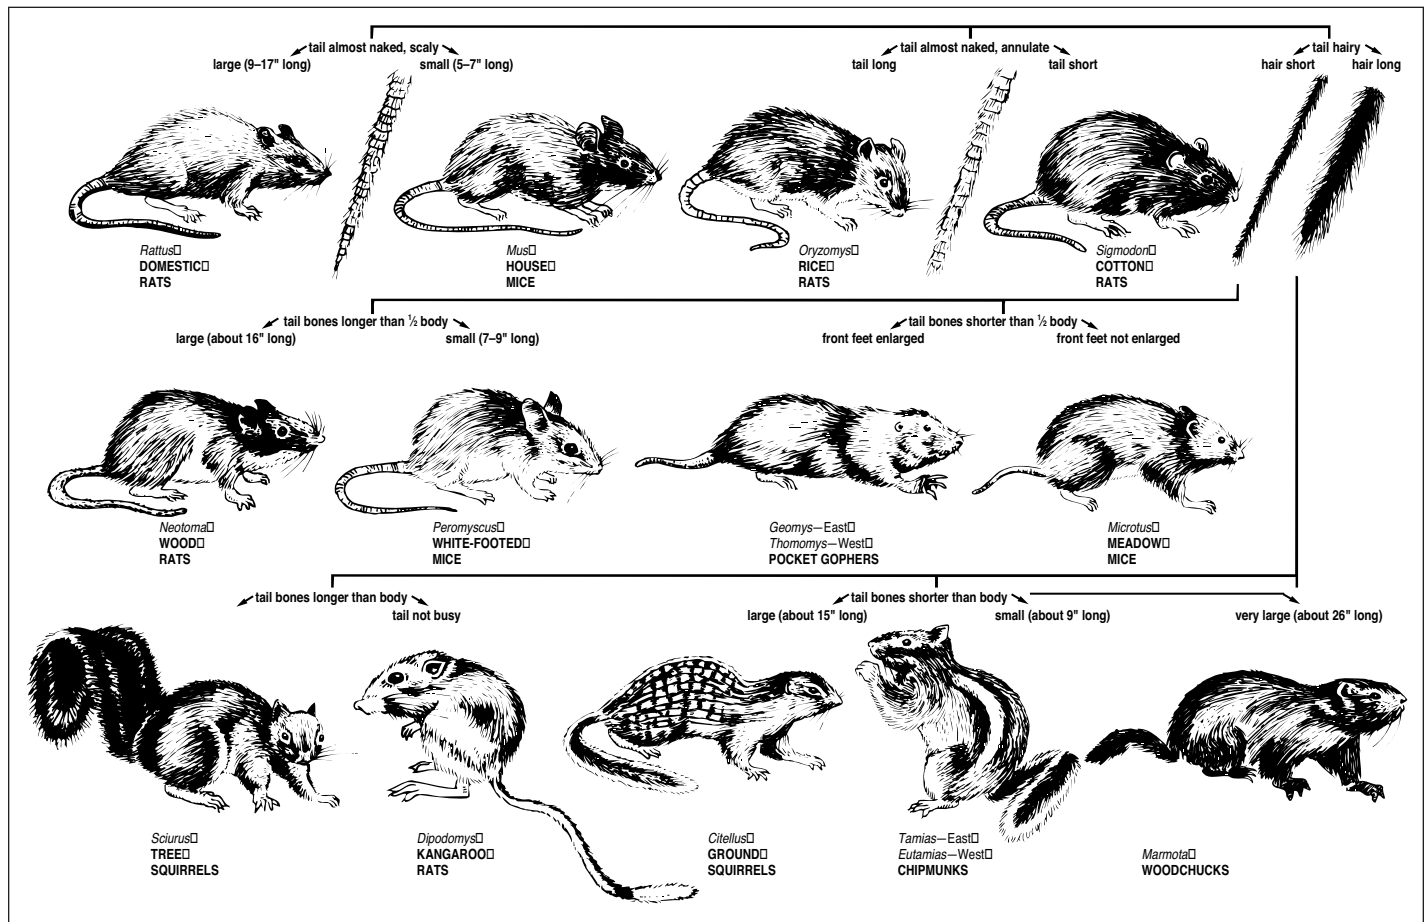 tail almost naked, scaly
large (9–17" long)
small (5–7" long)
tail almost naked, annulate
tail long
tail short
tail hairy
hair short
hair long
Rattus□
DOMESTIC□
RATS
Mus□
HOUSE□
MICE
Oryzomys□
RICE□
RATS
Sigmodon□
COTTON□
RATS
tail bones longer than ½ body
large (about 16" long)
small (7–9" long)
tail bones shorter than ½ body
front feet enlarged
front feet not enlarged
Neotoma□
WOOD□
RATS
Peromyscus□
WHITE-FOOTED□
MICE
Geomys—East□
Thomomys—West□
POCKET GOPHERS
Microtus□
MEADOW□
MICE
tail bones longer than body
tail not busy
tail bones shorter than body
large (about 15" long)
small (about 9" long)
very large (about 26" long)
Sciurus□
TREE□
SQUIRRELS
Dipodomys□
KANGAROO□
RATS
Citellus□
GROUND□
SQUIRRELS
Tamias—East□
Eutamias—West□
CHIPMUNKS
Marmota□
WOODCHUCKS